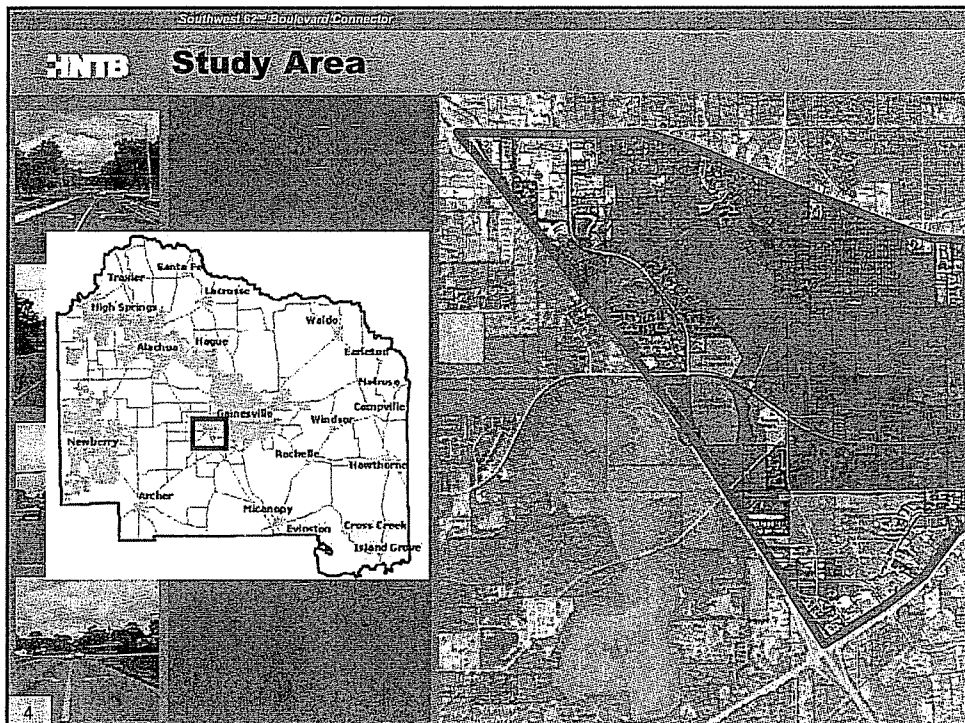 Southwest 62nd Boulevard Connector
HNTB
Study Area
Santa Fe
Traxler
Lacrosse
High Springs
Waldo
Hague
Alachua
Earleton
Melrose
Gainesville
Campville
Windsor
Newberry
Rochelle
Hawthorne
Archer
Micanopy
Evinston
Cross Creek
Island Grove
4